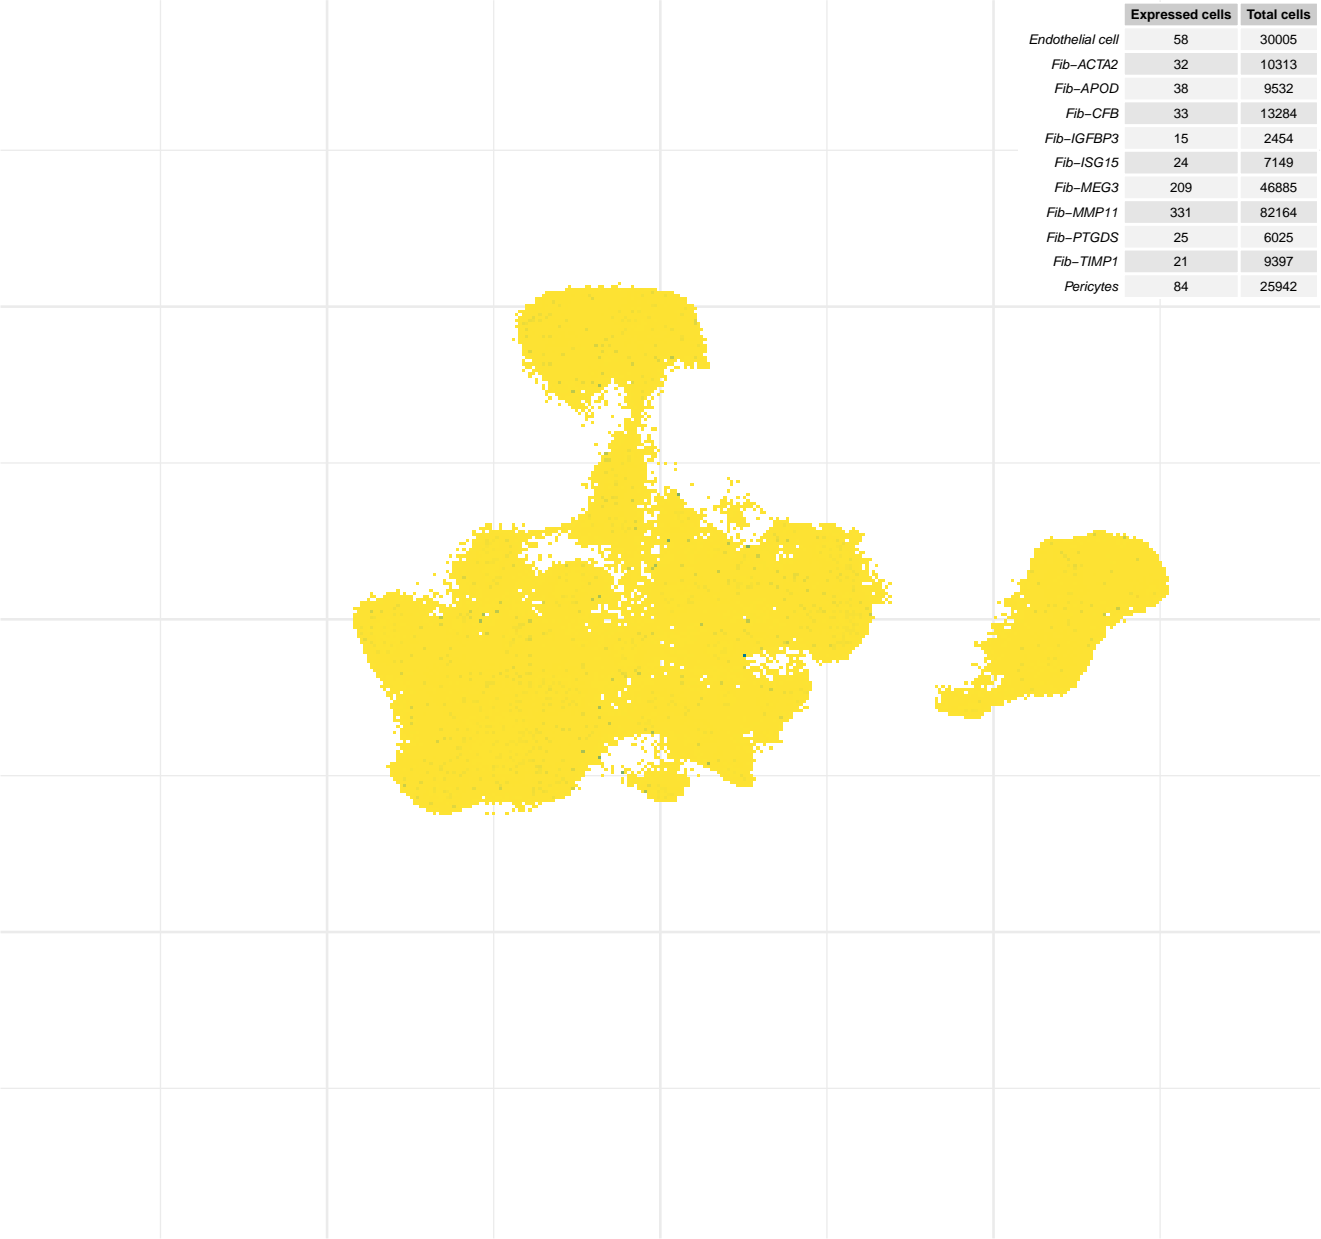 Expressed cells Total cells
Endothelial cell 58 30005
Fib−ACTA2 32 10313
Fib−APOD 38 9532
Fib−CFB 33 13284
Fib−IGFBP3 15 2454
Fib−ISG15 24 7149
Fib−MEG3 209 46885
Fib−MMP11 331 82164
Fib−PTGDS 25 6025
Fib−TIMP1 21 9397
Pericytes 84 25942